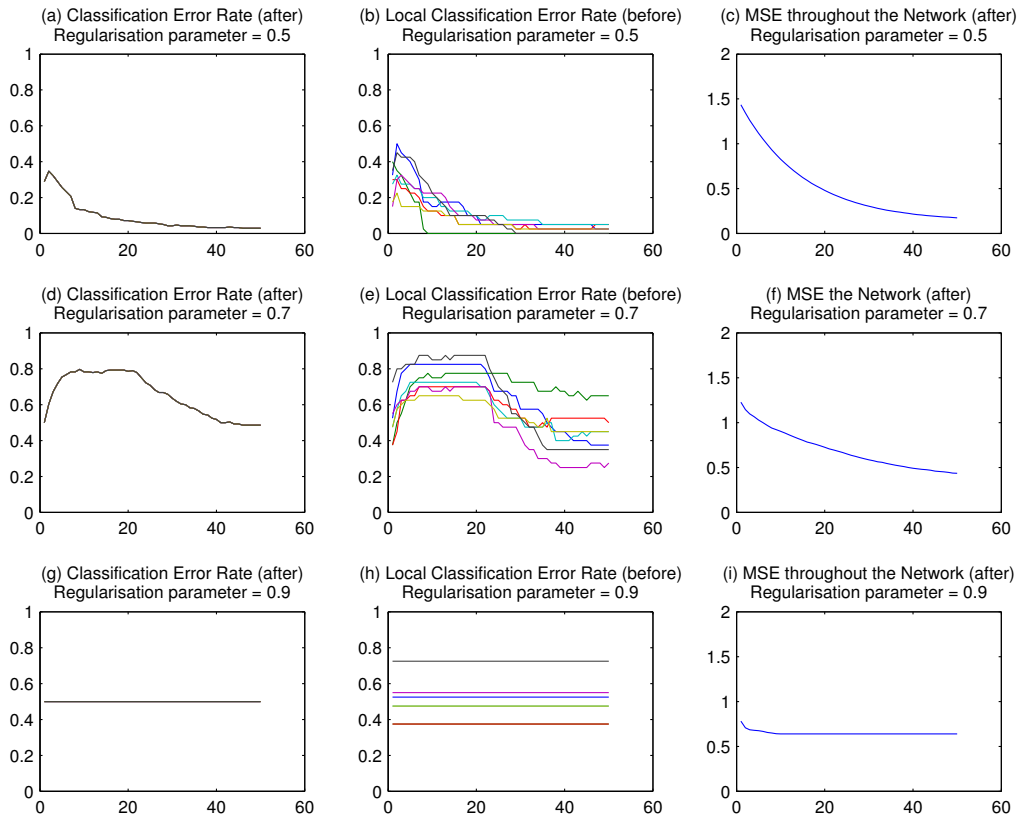 (a) Classification Error Rate (after)
Regularisation parameter = 0.5
1
0.8
0.6
0.4
0.2
0
0 20 40 60
(b) Local Classification Error Rate (before)
Regularisation parameter = 0.5
1
0.8
0.6
0.4
0.2
0
0 20 40 60
(c) MSE throughout the Network (after)
Regularisation parameter = 0.5
2
1.5
1
0.5
0
0 20 40 60
(d) Classification Error Rate (after)
Regularisation parameter = 0.7
1
0.8
0.6
0.4
0.2
0
0 20 40 60
(e) Local Classification Error Rate (before)
Regularisation parameter = 0.7
1
0.8
0.6
0.4
0.2
0
0 20 40 60
(f) MSE the Network (after)
Regularisation parameter = 0.7
2
1.5
1
0.5
0
0 20 40 60
(g) Classification Error Rate (after)
Regularisation parameter = 0.9
1
0.8
0.6
0.4
0.2
0
0 20 40 60
(h) Local Classification Error Rate (before)
Regularisation parameter = 0.9
1
0.8
0.6
0.4
0.2
0
0 20 40 60
(i) MSE throughout the Network (after)
Regularisation parameter = 0.9
2
1.5
1
0.5
0
0 20 40 60